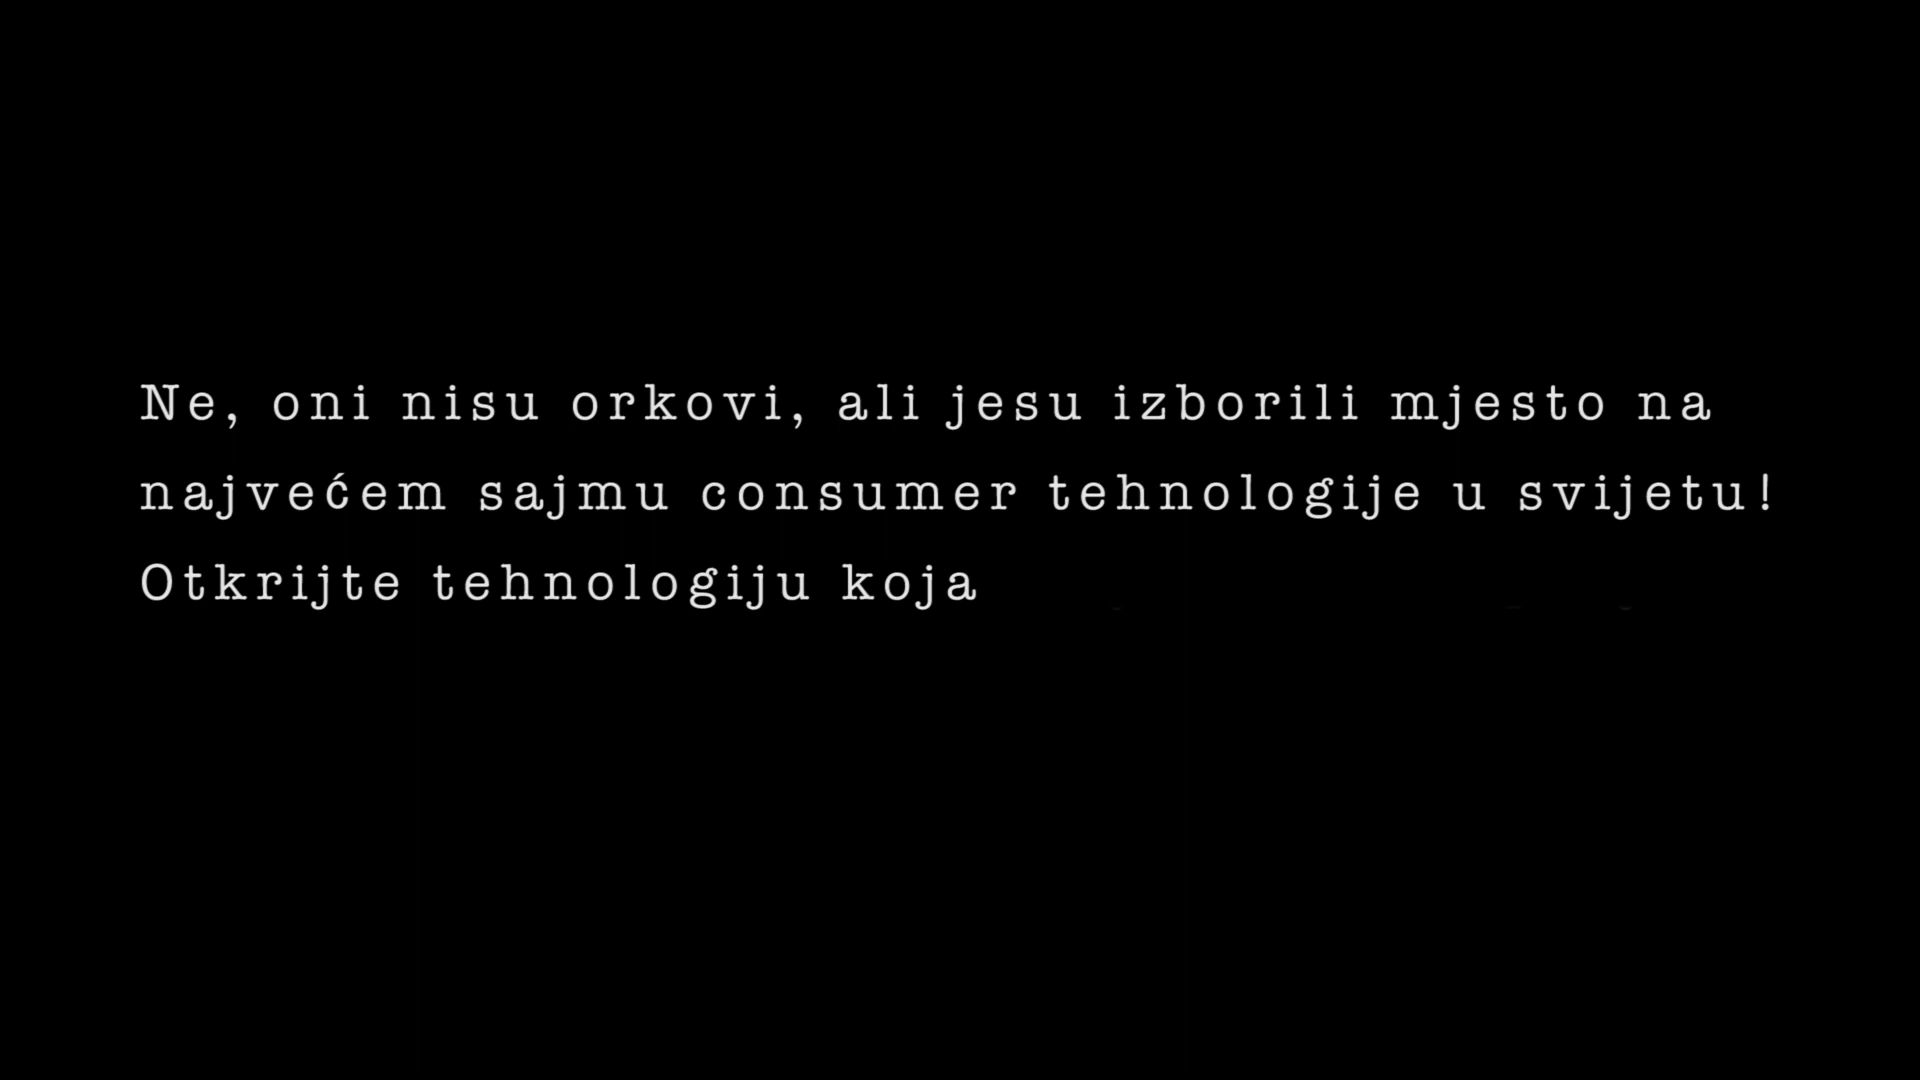 Ne, oni nisu orkovi, ali jesu izborili mjesto na
najvećem sajmu consumer tehnologije u svijetu!
Otkrijte tehnologiju koja